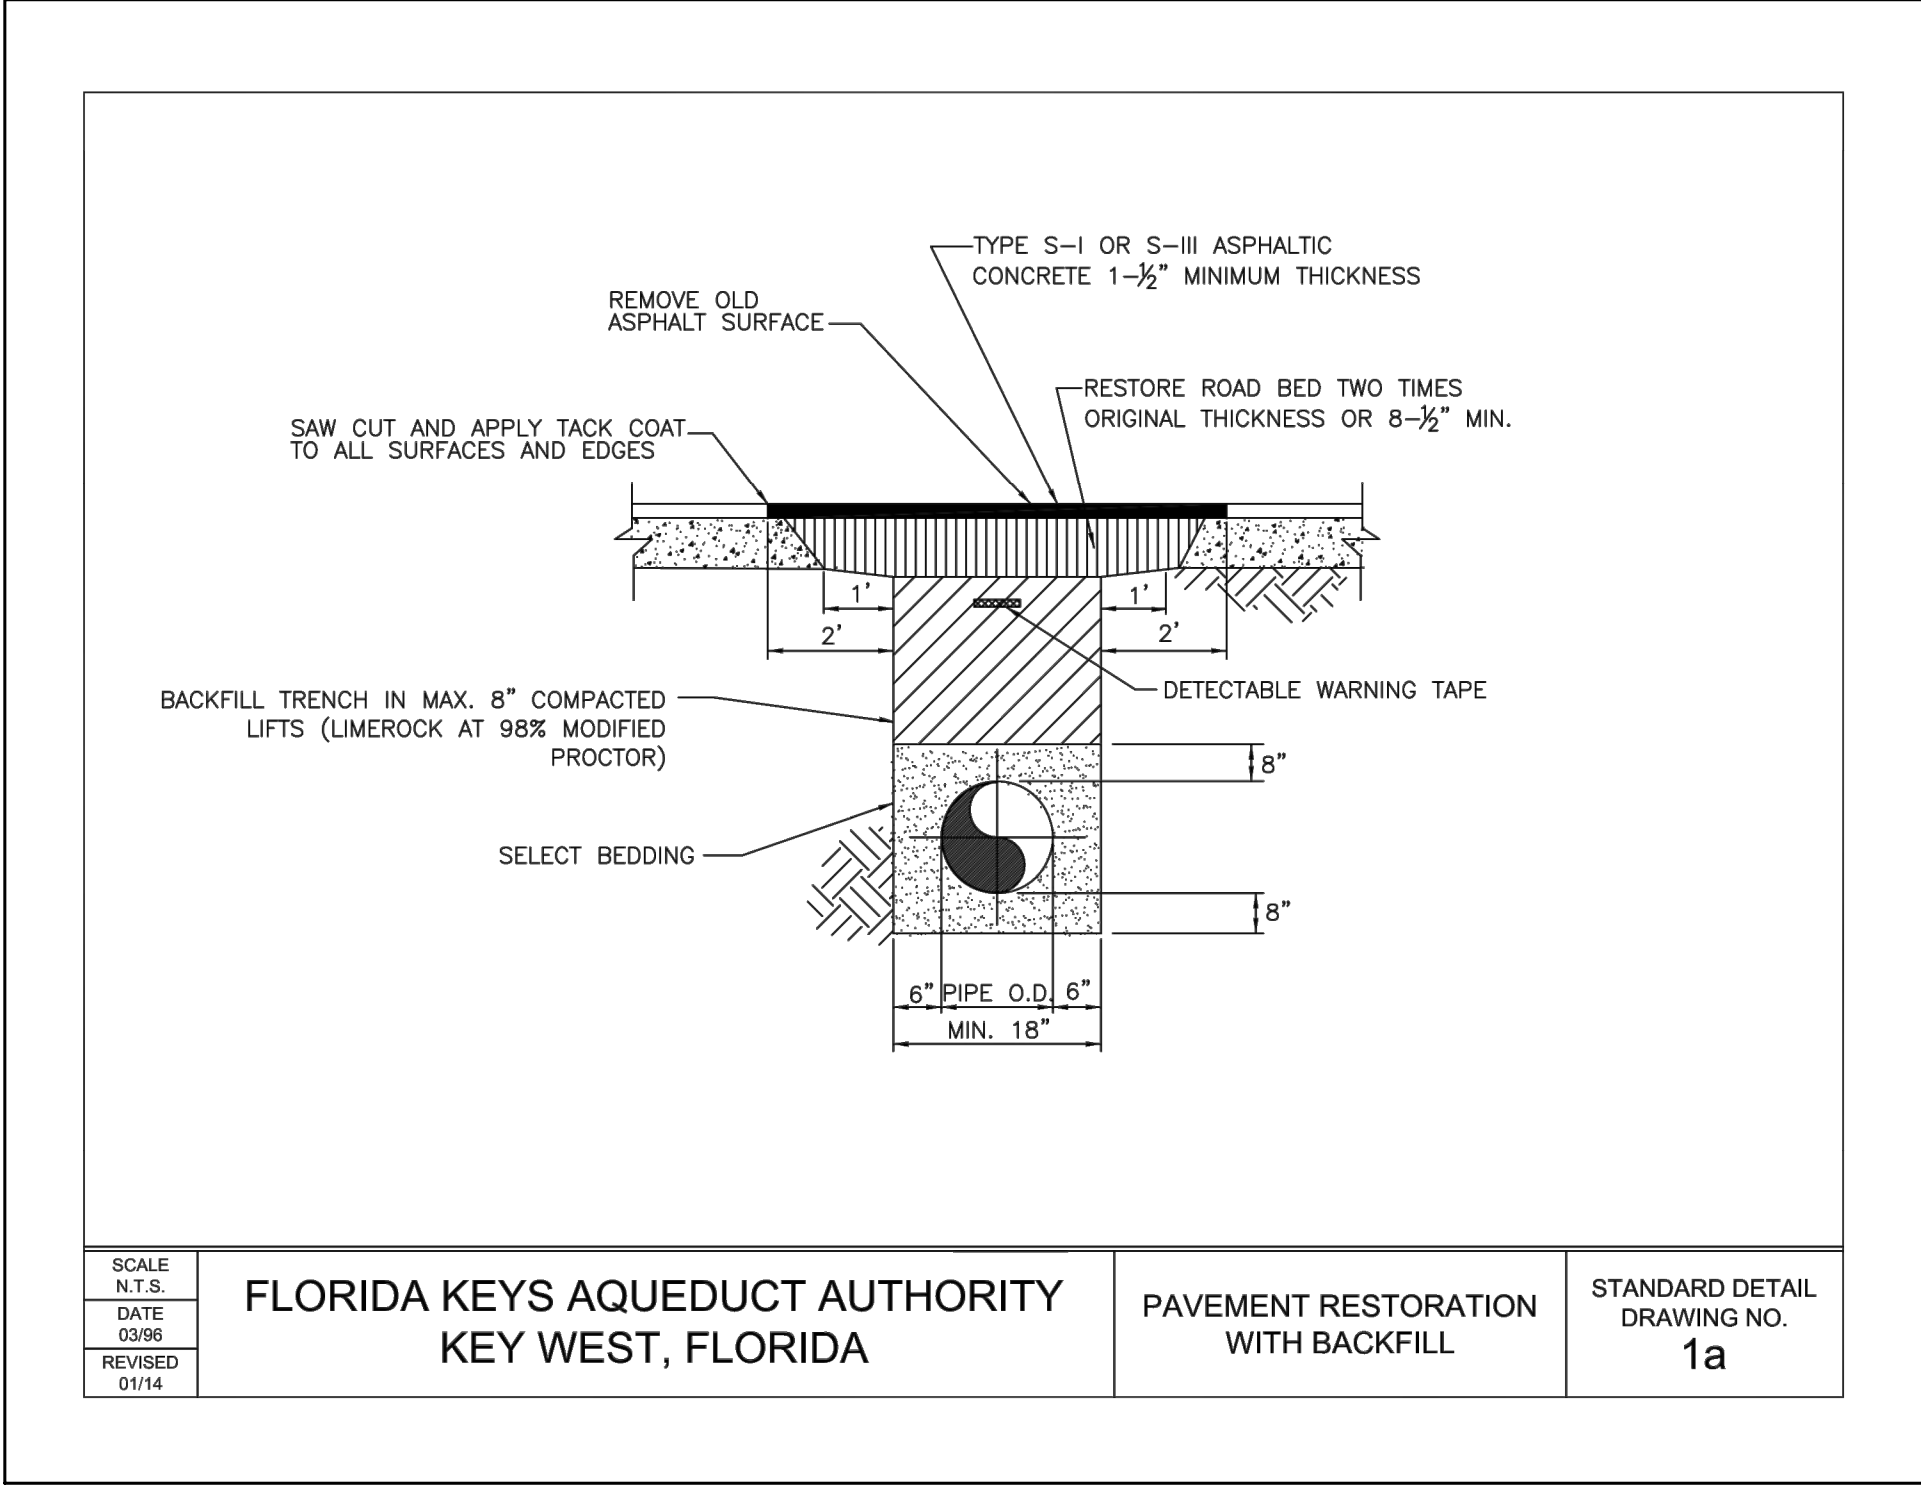 TYPE S-I OR S-III ASPHALTIC
CONCRETE 1-½" MINIMUM THICKNESS
REMOVE OLD
ASPHALT SURFACE
RESTORE ROAD BED TWO TIMES
ORIGINAL THICKNESS OR 8-½" MIN.
SAW CUT AND APPLY TACK COAT
TO ALL SURFACES AND EDGES
1'
1'
2'
2'
DETECTABLE WARNING TAPE
BACKFILL TRENCH IN MAX. 8" COMPACTED
LIFTS (LIMEROCK AT 98% MODIFIED
PROCTOR)
8"
SELECT BEDDING
8"
6" PIPE O.D. 6"
MIN. 18"
SCALE
N.T.S.
DATE
03/96
REVISED
01/14
FLORIDA KEYS AQUEDUCT AUTHORITY
KEY WEST, FLORIDA
PAVEMENT RESTORATION
WITH BACKFILL
STANDARD DETAIL
DRAWING NO.
1a